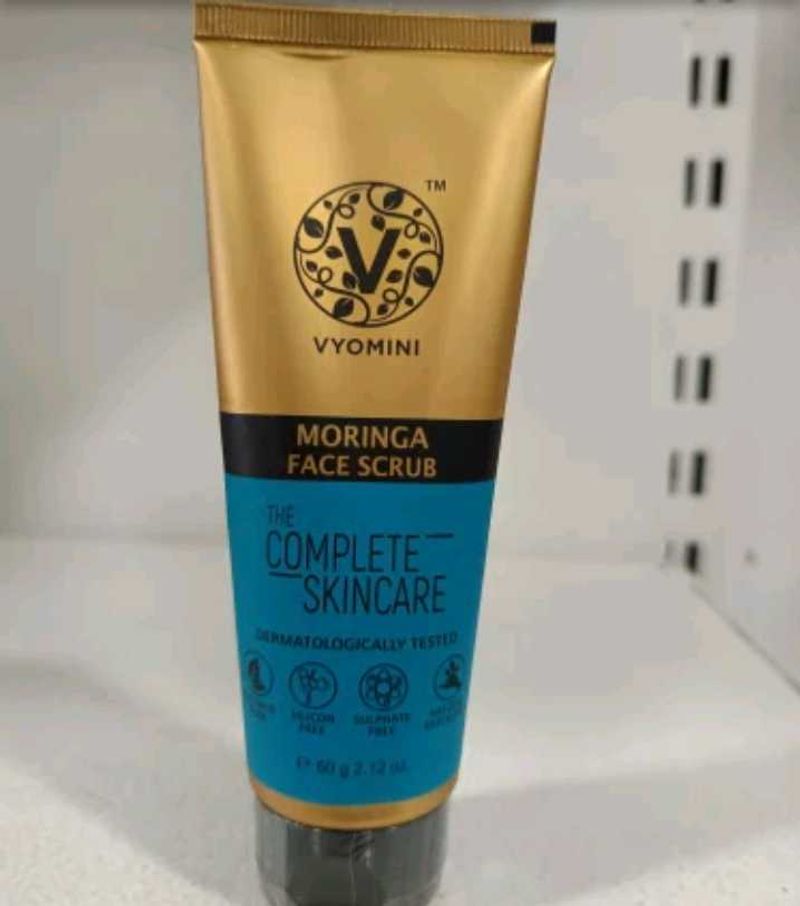 TM
V
VYOMINI
MORINGA
FACE SCRUB
THE
COMPLETE
SKINCARE
DERMATOLOGICALLY TESTED
SILICON SULPHATE
FREE FREE
℮ 60 g 2.12 oz.